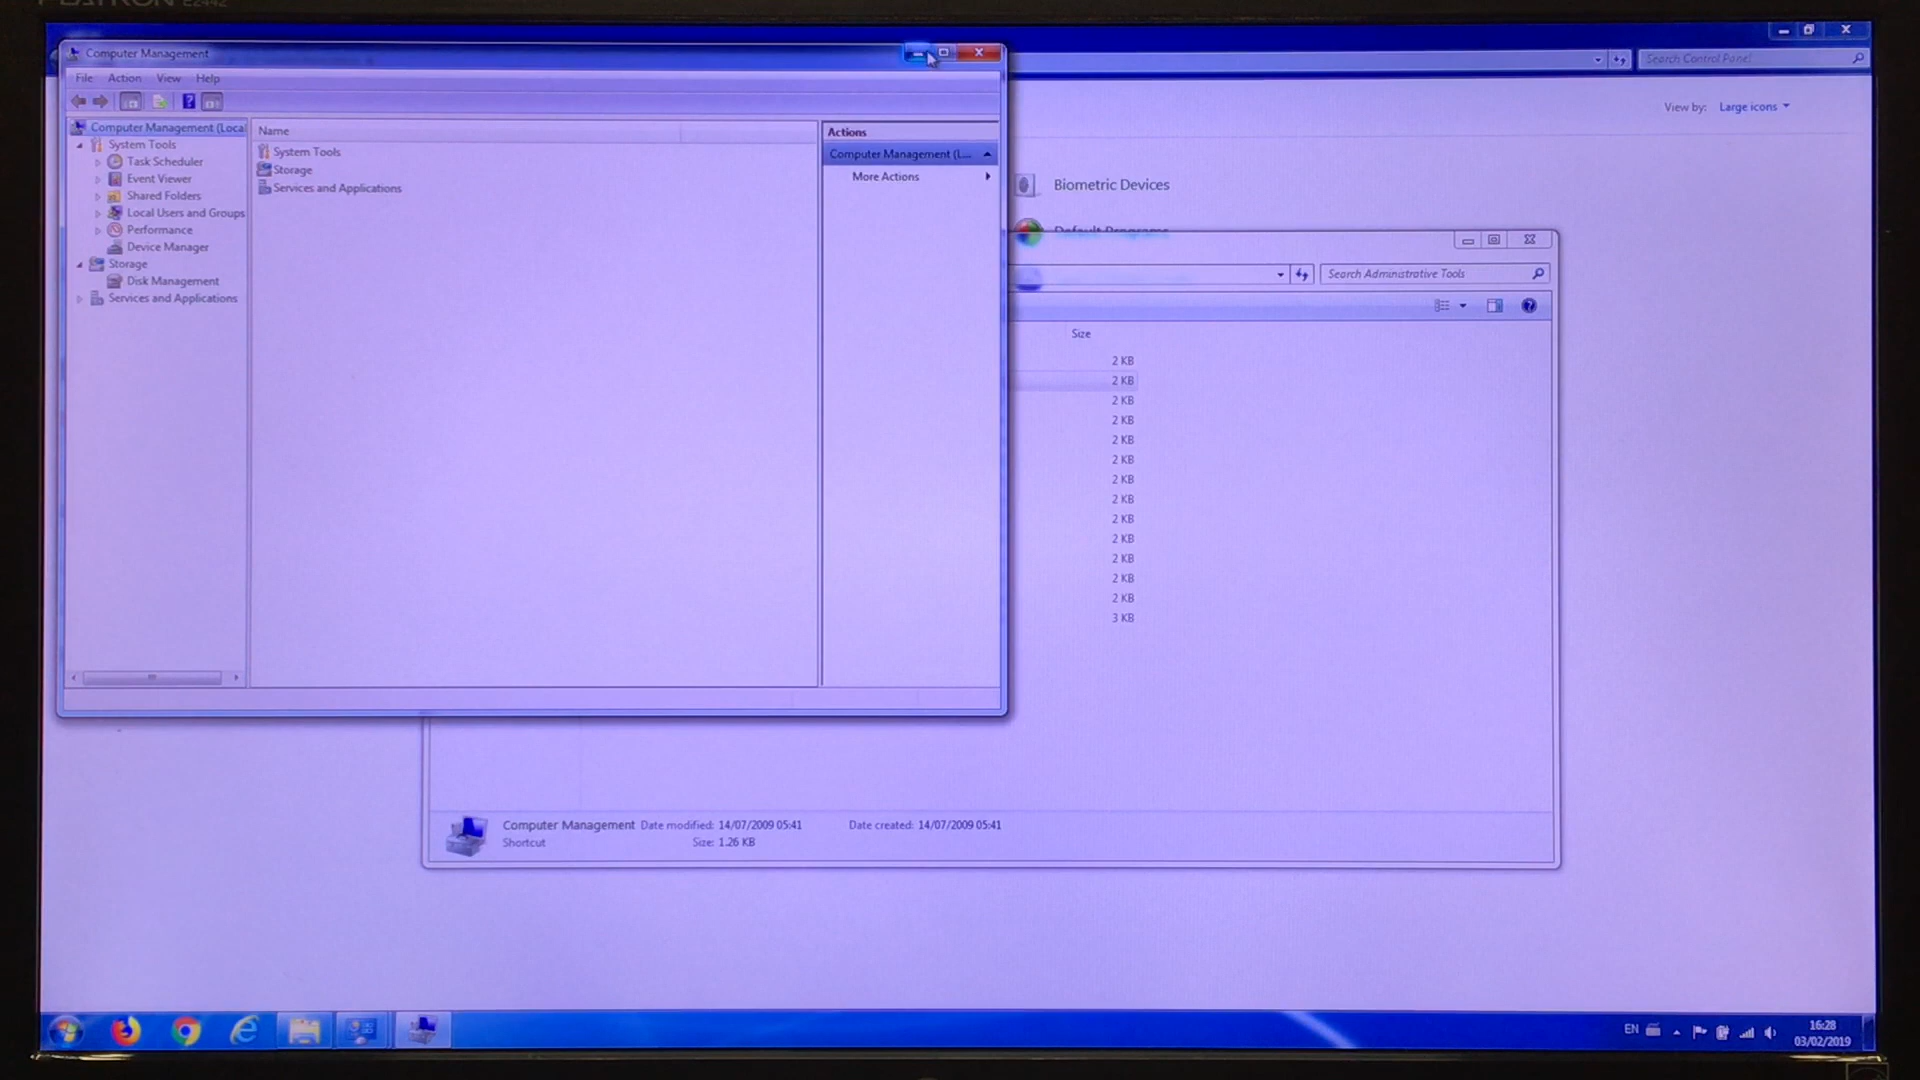 E2442
Computer Management
File Action View Help
Search Control Panel
View by: Large icons
Computer Management (Local
System Tools
Task Scheduler
Event Viewer
Shared Folders
Local Users and Groups
Performance
Device Manager
Storage
Disk Management
Services and Applications
Name
System Tools
Storage
Services and Applications
Actions
Computer Management (L...
More Actions
Biometric Devices
Default Programs
Search Administrative Tools
Size
2 KB
2 KB
2 KB
2 KB
2 KB
2 KB
2 KB
2 KB
2 KB
2 KB
2 KB
2 KB
2 KB
3 KB
Computer Management Date modified: 14/07/2009 05:41 Date created: 14/07/2009 05:41
Shortcut Size: 1.26 KB
EN
16:28
03/02/2019